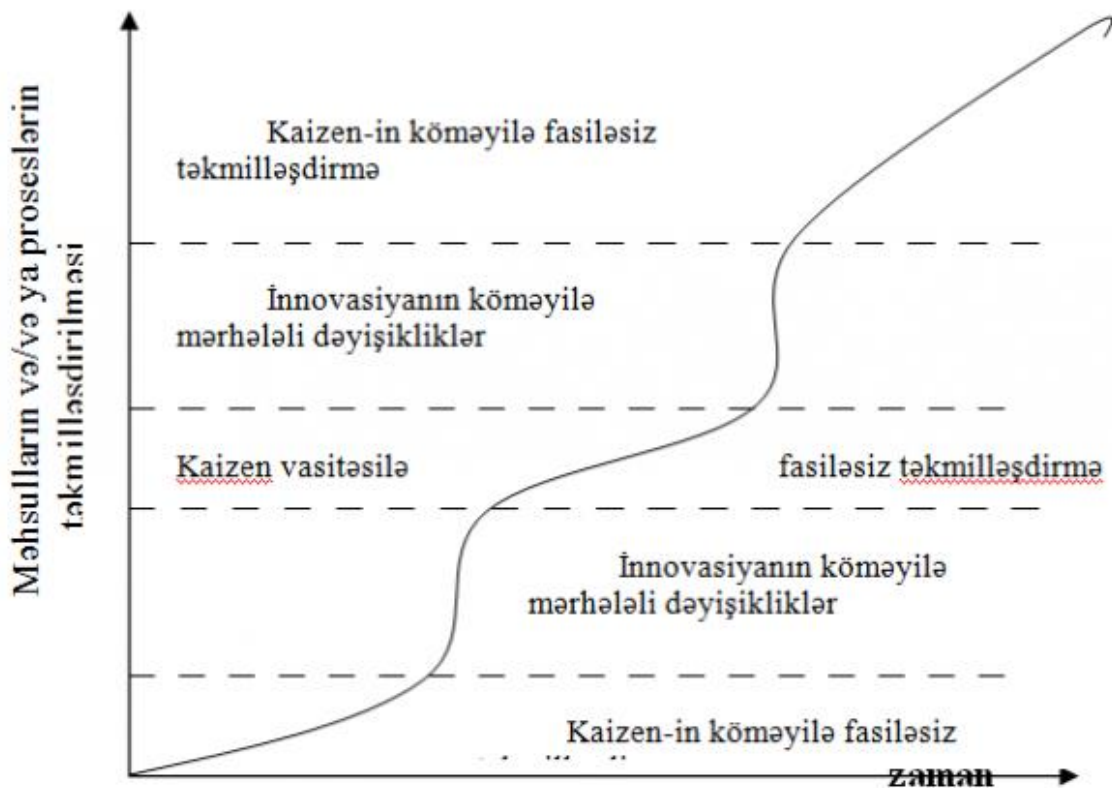 Məhsulların və/və ya proseslərin
təkmilləşdirilməsi
Kaizen-in köməyilə fasiləsiz
təkmilləşdirmə
İnnovasiyanın köməyilə
mərhələli dəyişikliklər
Kaizen vasitəsilə fasiləsiz təkmilləşdirmə
İnnovasiyanın köməyilə
mərhələli dəyişikliklər
Kaizen-in köməyilə fasiləsiz
zaman